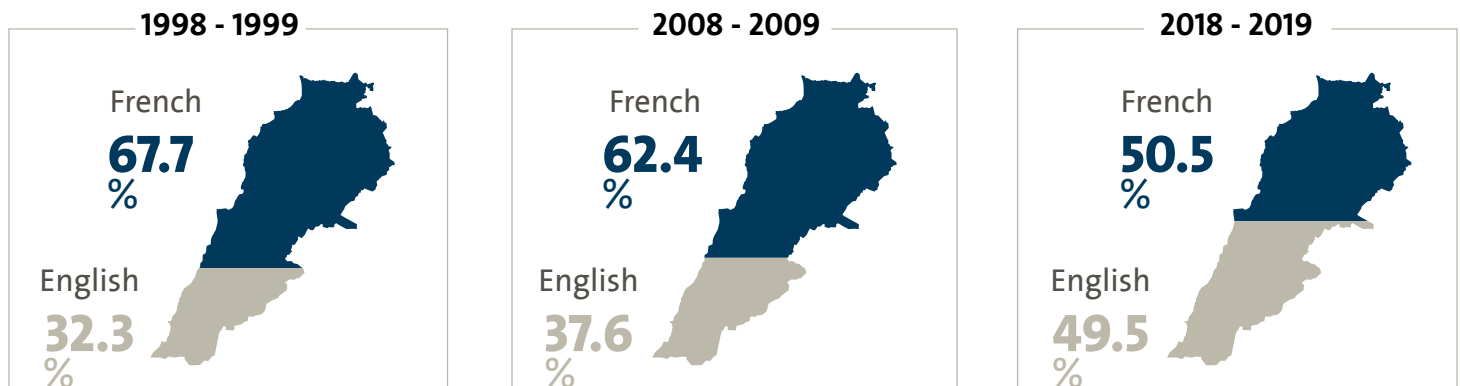 1998 - 1999
French
67.7
%
English
32.3
%
2008 - 2009
French
62.4
%
English
37.6
%
2018 - 2019
French
50.5
%
English
49.5
%